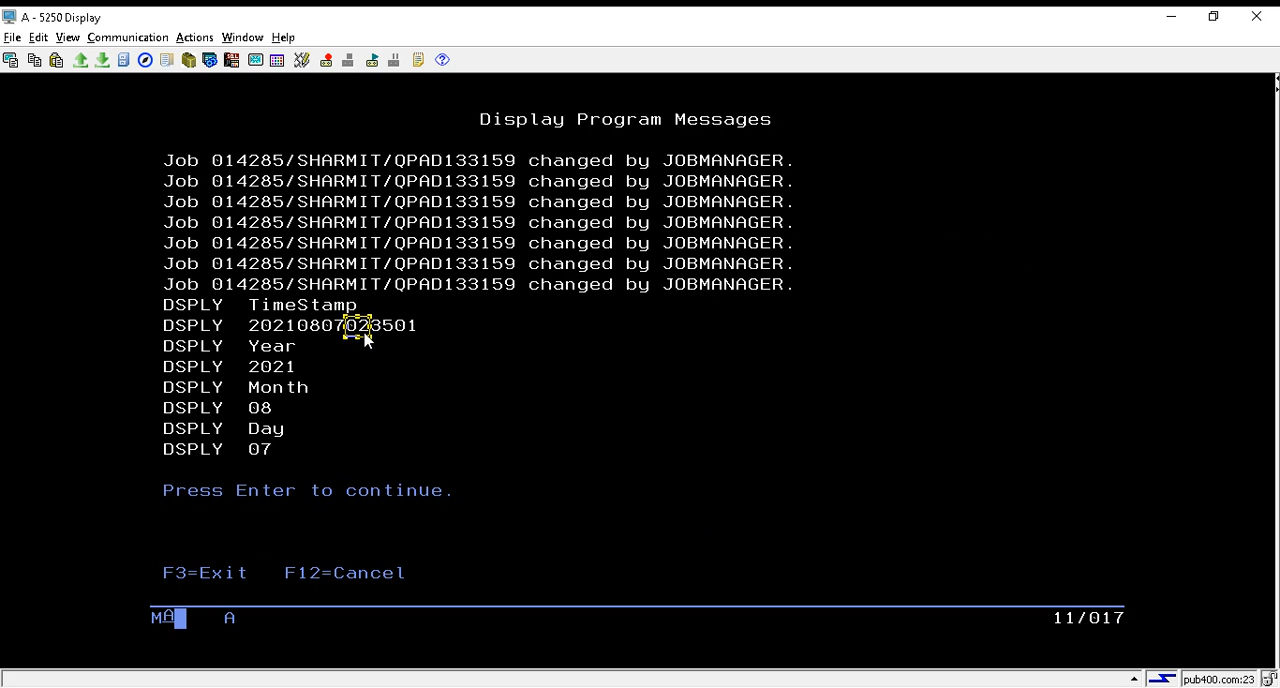 A - 5250 Display
File Edit View Communication Actions Window Help
Display Program Messages
Job 014285/SHARMIT/QPAD133159 changed by JOBMANAGER.
Job 014285/SHARMIT/QPAD133159 changed by JOBMANAGER.
Job 014285/SHARMIT/QPAD133159 changed by JOBMANAGER.
Job 014285/SHARMIT/QPAD133159 changed by JOBMANAGER.
Job 014285/SHARMIT/QPAD133159 changed by JOBMANAGER.
Job 014285/SHARMIT/QPAD133159 changed by JOBMANAGER.
Job 014285/SHARMIT/QPAD133159 changed by JOBMANAGER.
DSPLY TimeStamp
DSPLY 20210807023501
DSPLY Year
DSPLY 2021
DSPLY Month
DSPLY 08
DSPLY Day
DSPLY 07
Press Enter to continue.
F3=Exit F12=Cancel
MA A 11/017
pub400.com:23